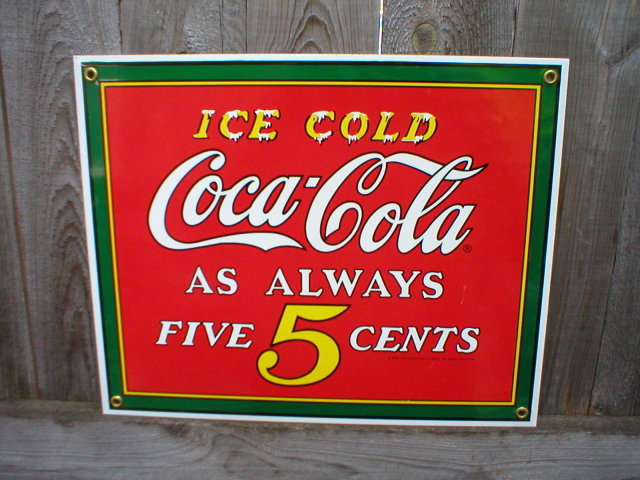 ICE COLD
Coca-Cola ®
AS ALWAYS
FIVE 5 CENTS